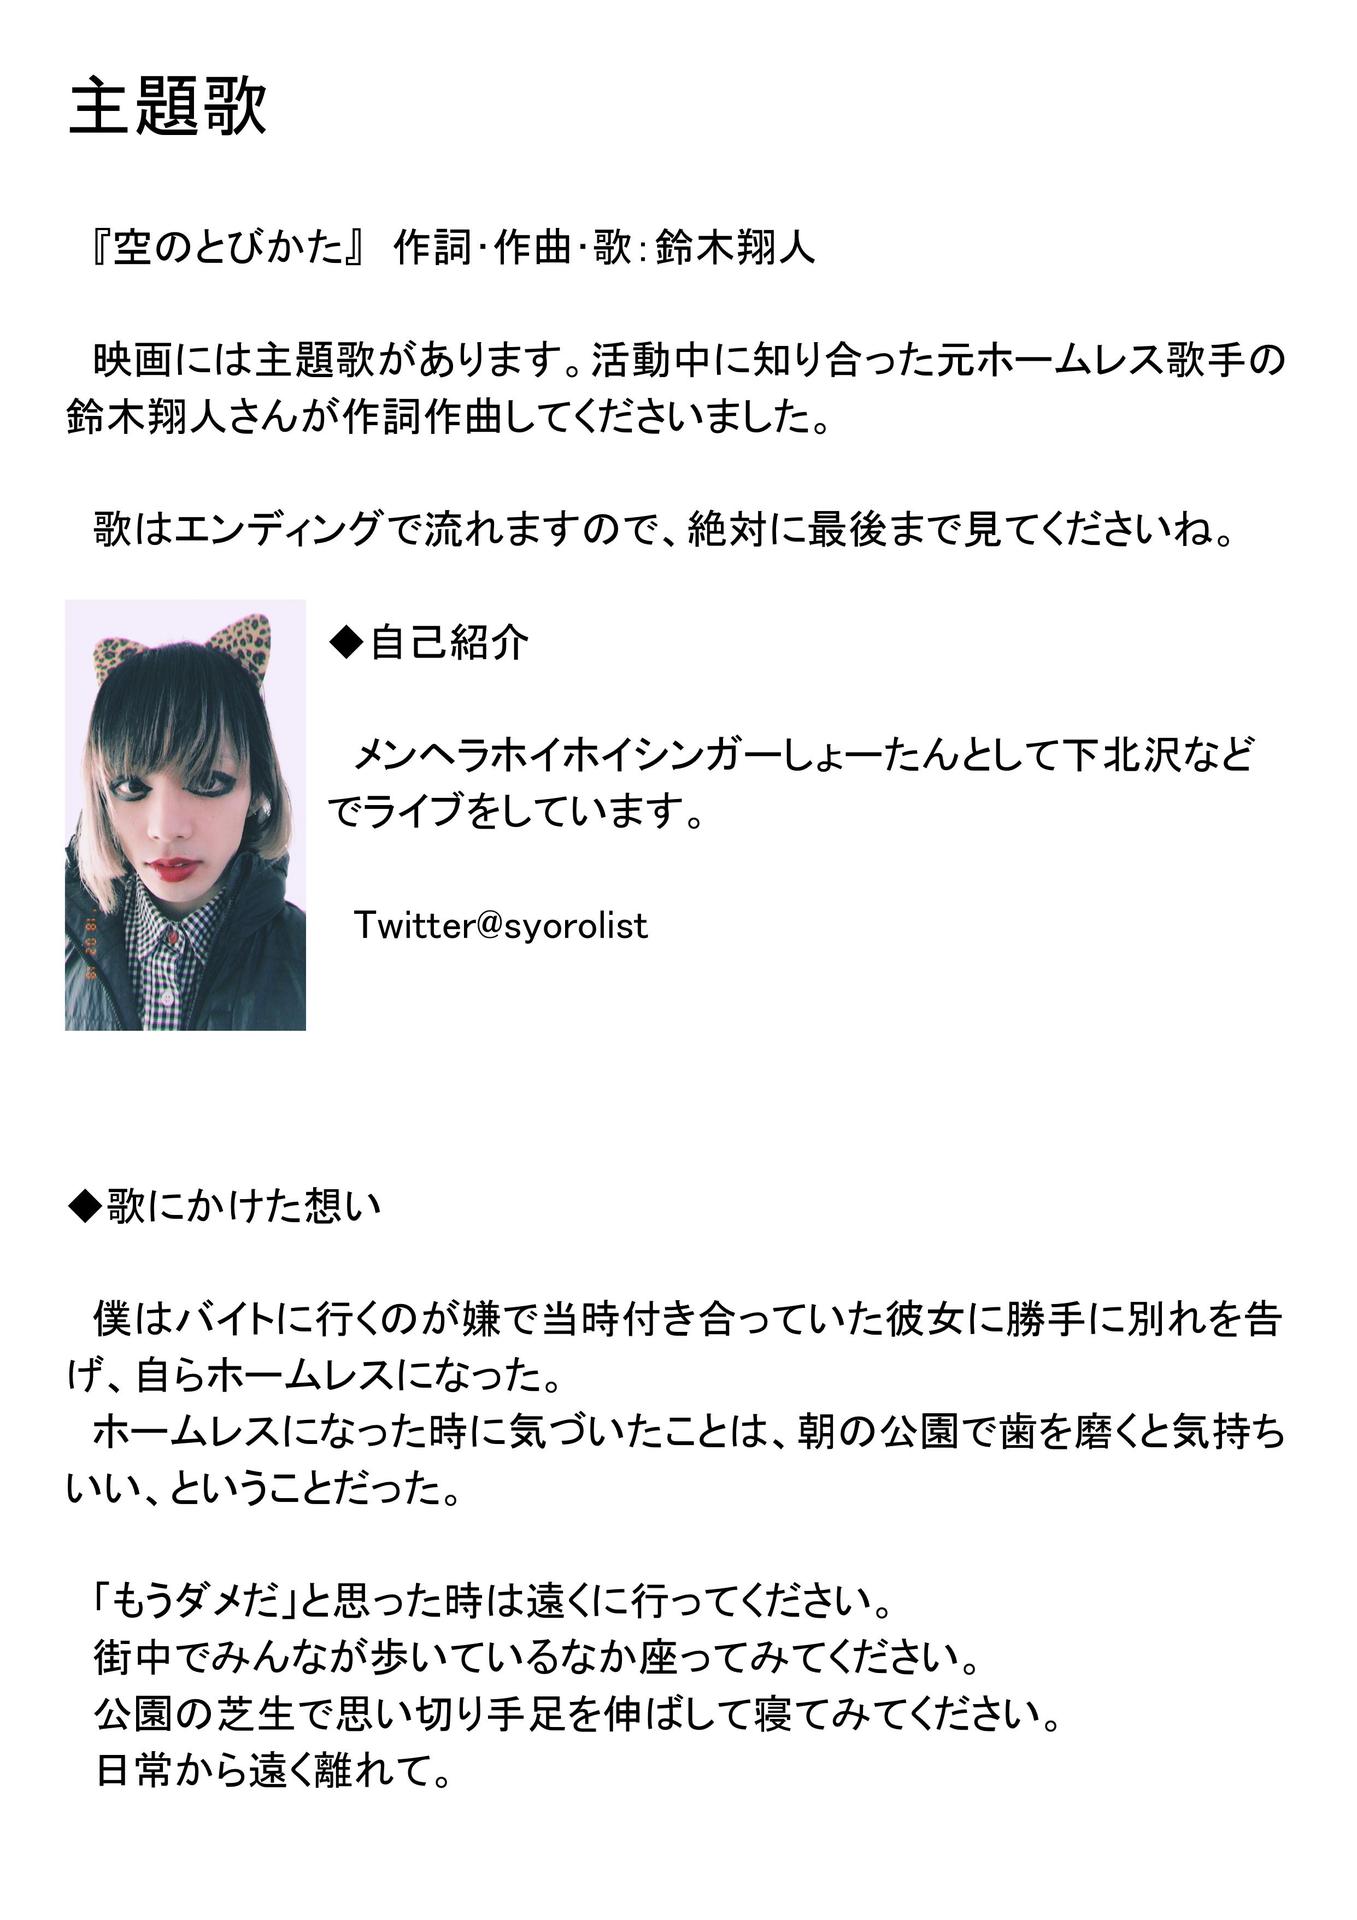 主題歌
『空のとびかた』 作詞・作曲・歌：鈴木翔人
映画には主題歌があります。活動中に知り合った元ホームレス歌手の
鈴木翔人さんが作詞作曲してくださいました。
歌はエンディングで流れますので、絶対に最後まで見てくださいね。
◆自己紹介
メンヘラホイホイシンガーしょーたんとして下北沢など
でライブをしています。
Twitter@syorolist
'18 02 18
◆歌にかけた想い
僕はバイトに行くのが嫌で当時付き合っていた彼女に勝手に別れを告
げ、自らホームレスになった。
ホームレスになった時に気づいたことは、朝の公園で歯を磨くと気持ち
いい、ということだった。
「もうダメだ」と思った時は遠くに行ってください。
街中でみんなが歩いているなか座ってみてください。
公園の芝生で思い切り手足を伸ばして寝てみてください。
日常から遠く離れて。